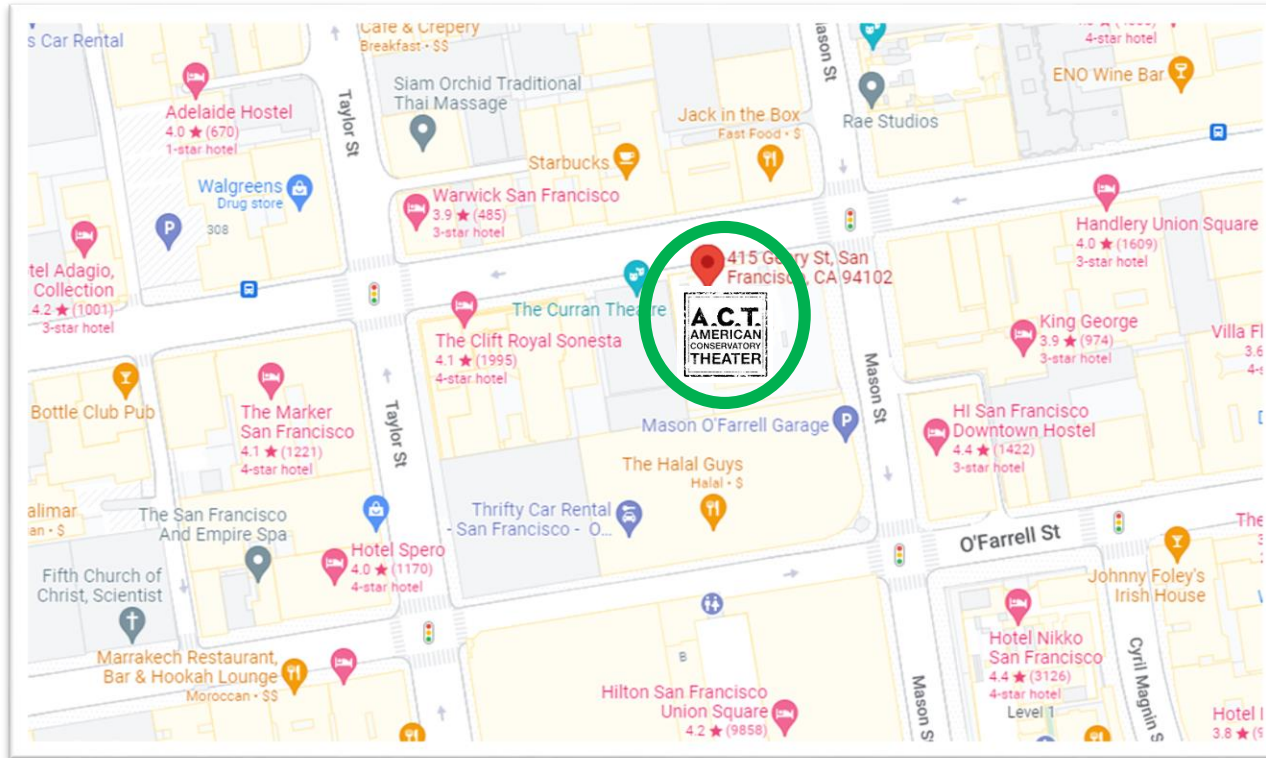 s Car Rental
Cafe & Crepery
Breakfast • $$
4-star hotel
ENO Wine Bar
Adelaide Hostel
4.0 ★ (670)
1-star hotel
Taylor St
Siam Orchid Traditional
Thai Massage
Jack in the Box
Fast Food • $
Mason St
Rae Studios
Starbucks
Walgreens
Drug store
308
P
Warwick San Francisco
3.9 ★ (485)
3-star hotel
Handlery Union Square
4.0 ★ (1609)
3-star hotel
tel Adagio,
Collection
4.2 ★ (1001)
3-star hotel
415 Geary St, San
Francisco, CA 94102
The Curran Theatre
A.C.T.
AMERICAN
CONSERVATORY
THEATER
The Clift Royal Sonesta
4.1 ★ (1995)
4-star hotel
King George
3.9 ★ (974)
3-star hotel
Villa Fl
3.6
4-s
Bottle Club Pub
The Marker
San Francisco
4.1 ★ (1221)
4-star hotel
Taylor St
Mason St
Mason O'Farrell Garage
P
HI San Francisco
Downtown Hostel
4.4 ★ (1422)
3-star hotel
The Halal Guys
Halal • $
alimar
an • $
The San Francisco
And Empire Spa
Thrifty Car Rental
- San Francisco - O...
O'Farrell St
The
Hotel Spero
4.0 ★ (1170)
4-star hotel
Fifth Church of
Christ, Scientist
Johnny Foley's
Irish House
Marrakech Restaurant,
Bar & Hookah Lounge
Moroccan • $$
B
Hilton San Francisco
Union Square
4.2 ★ (9858)
Mason S
Hotel Nikko
San Francisco
4.4 ★ (3126)
4-star hotel
Level 1
Cyril Magnin S
Hotel
3.8 ★ (9